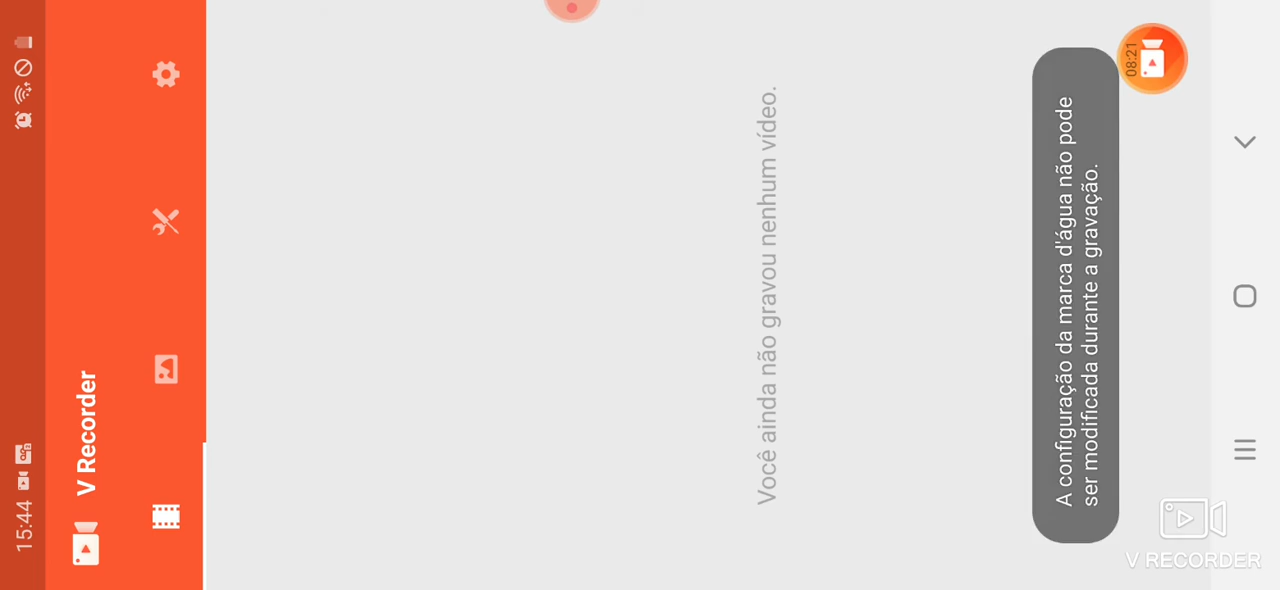 15:44
V Recorder
Você ainda não gravou nenhum vídeo.
A configuração da marca d'água não pode
ser modificada durante a gravação.
08:21
V RECORDER